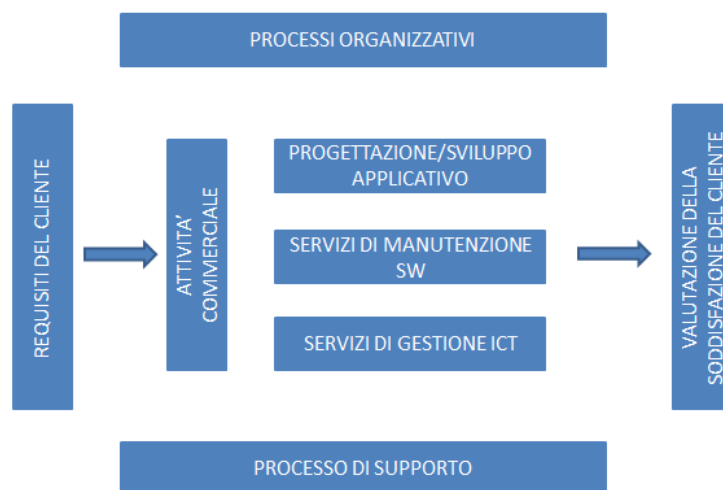 PROCESSI ORGANIZZATIVI
REQUISITI DEL CLIENTE
ATTIVITA’
COMMERCIALE
PROGETTAZIONE/SVILUPPO
APPLICATIVO
SERVIZI DI MANUTENZIONE
SW
SERVIZI DI GESTIONE ICT
VALUTAZIONE DELLA
SODDISFAZIONE DEL CLIENTE
PROCESSO DI SUPPORTO